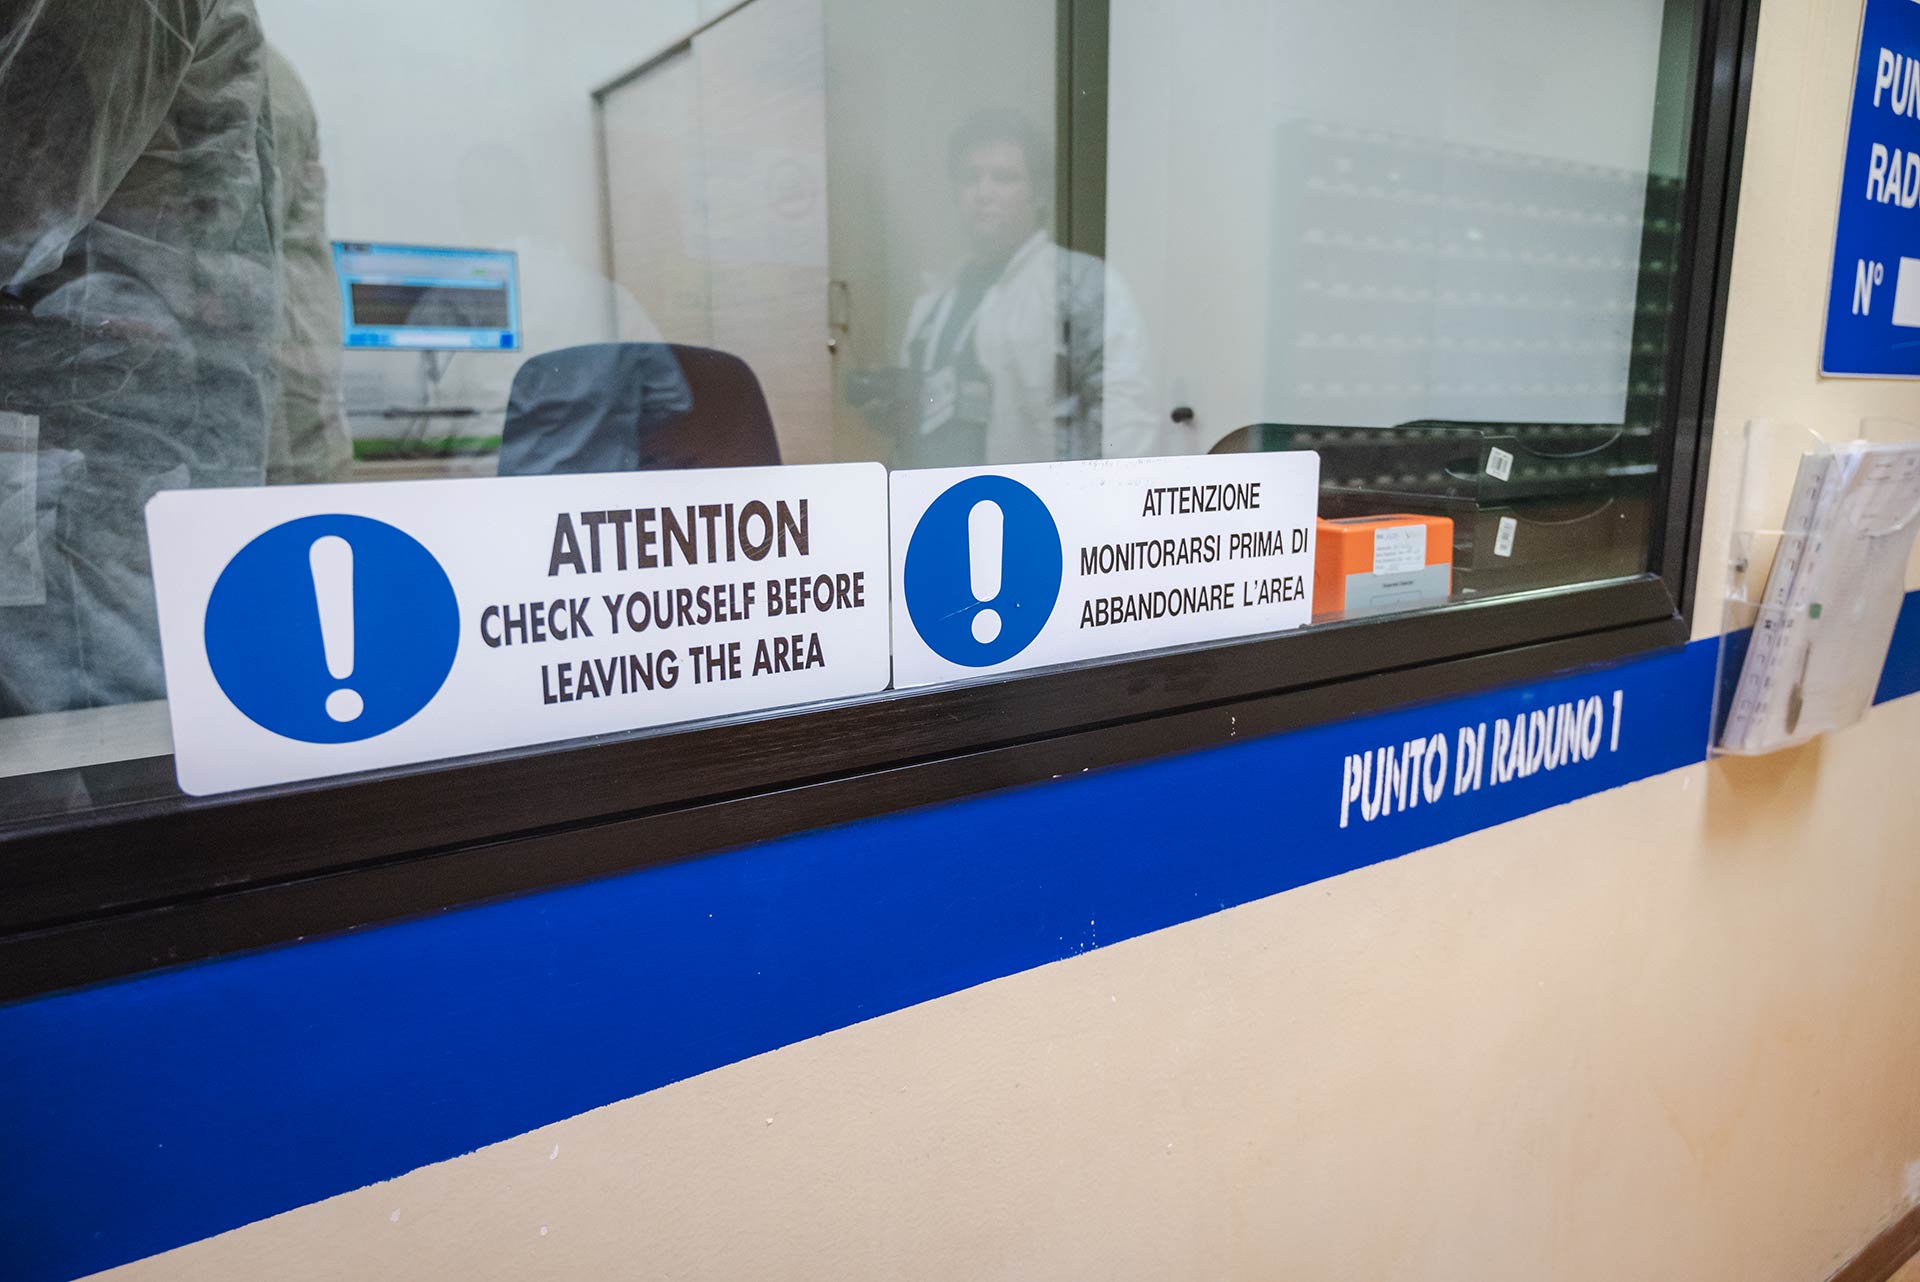 ATTENTION
CHECK YOURSELF BEFORE
LEAVING THE AREA
ATTENZIONE
MONITORARSI PRIMA DI
ABBANDONARE L'AREA
PUNTO DI RADUNO 1
N°